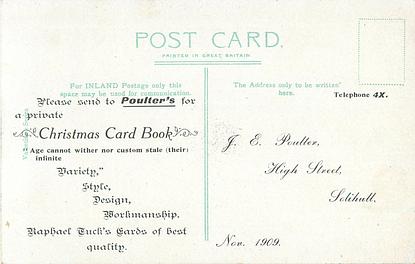 POST CARD.
PRINTED IN GREAT BRITAIN
For INLAND Postage only this
space may be used for communication.
The Address only to be written
here.
Please send to Poulter's for
a private
Christmas Card Book
Age cannot wither nor custom stale (their)
infinite
Variety,"
Style,
Design,
Workmanship.
Raphael Tuck's Cards of best
quality.
Telephone 4X.
J. E. Poulter,
High Street,
Solihull.
Nov. 1909.